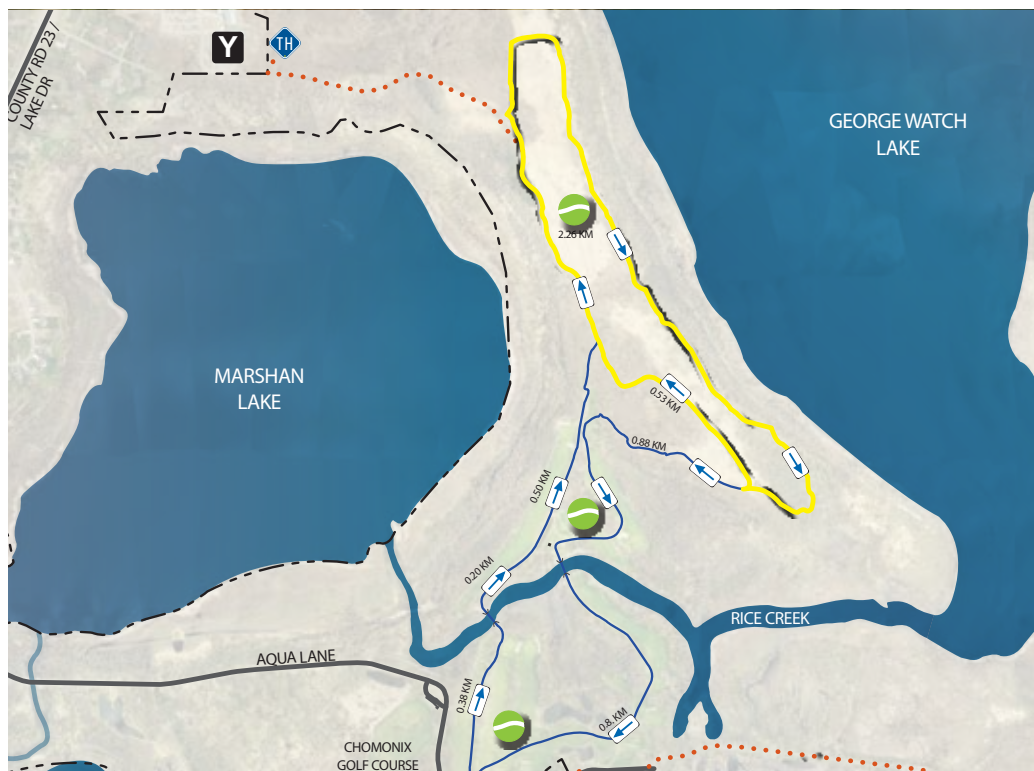 COUNTY RD 23 /
LAKE DR
Y
TH
GEORGE WATCH
LAKE
2.26 KM
MARSHAN
LAKE
0.53 KM
0.88 KM
0.50 KM
0.20 KM
RICE CREEK
AQUA LANE
0.38 KM
0.8. KM
CHOMONIX
GOLF COURSE